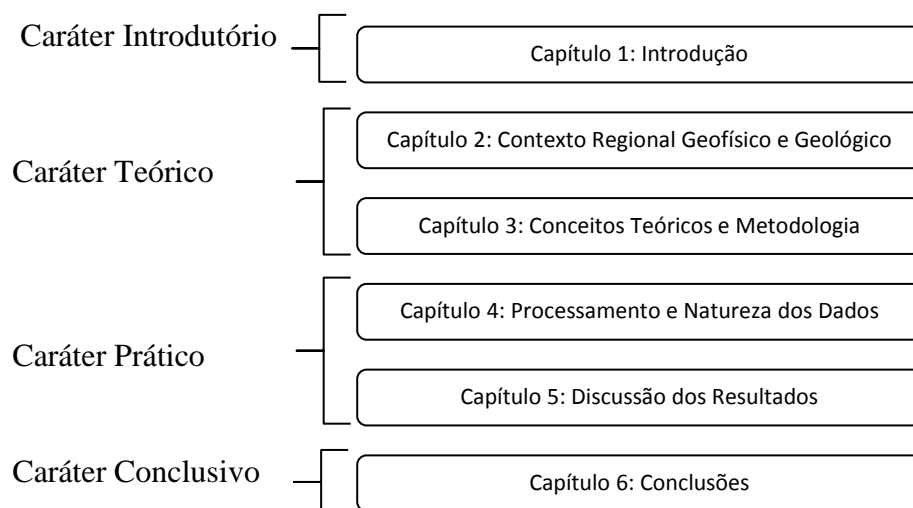 Caráter Introdutório
Capítulo 1: Introdução
Caráter Teórico
Capítulo 2: Contexto Regional Geofísico e Geológico
Capítulo 3: Conceitos Teóricos e Metodologia
Caráter Prático
Capítulo 4: Processamento e Natureza dos Dados
Capítulo 5: Discussão dos Resultados
Caráter Conclusivo
Capítulo 6: Conclusões